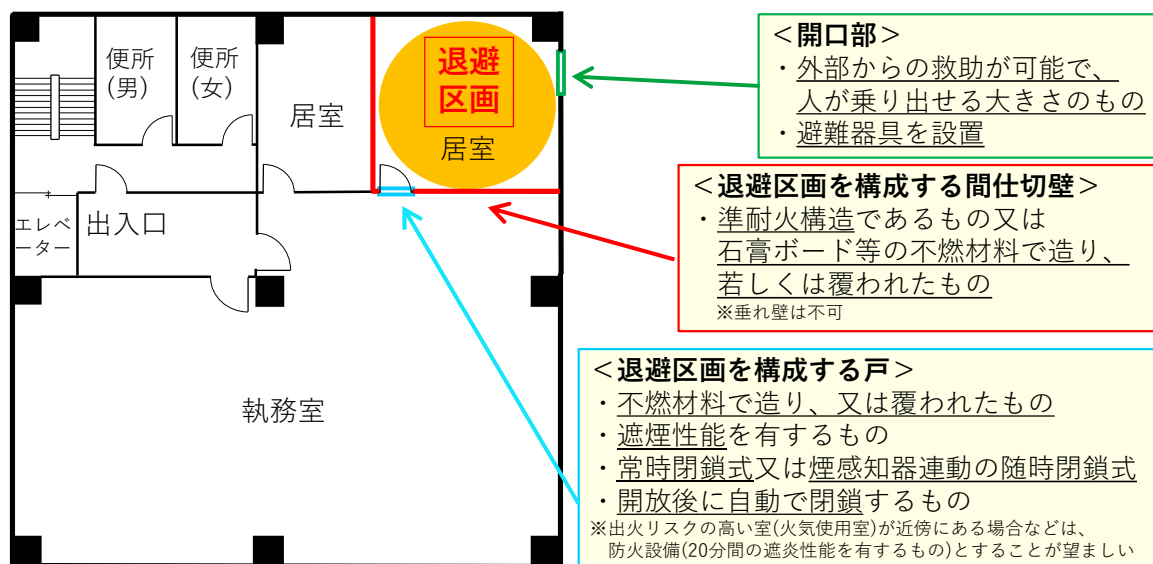 便所
(男)
便所
(女)
居室
退避
区画
居室
エレベ
ーター
出入口
執務室
＜開口部＞
・外部からの救助が可能で、
人が乗り出せる大きさのもの
・避難器具を設置
＜退避区画を構成する間仕切壁＞
・準耐火構造であるもの又は
石膏ボード等の不燃材料で造り、
若しくは覆われたもの
※垂れ壁は不可
＜退避区画を構成する戸＞
・不燃材料で造り、又は覆われたもの
・遮煙性能を有するもの
・常時閉鎖式又は煙感知器連動の随時閉鎖式
・開放後に自動で閉鎖するもの
※出火リスクの高い室(火気使用室)が近傍にある場合などは、
防火設備(20分間の遮炎性能を有するもの)とすることが望ましい